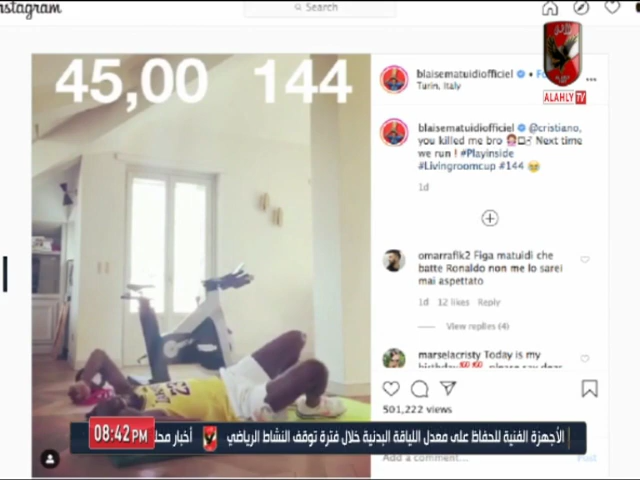 nstagram
Search
45,00 144
blaisematuidiofficiel
Turin, Italy
ALAHLY TV
blaisematuidiofficiel @cristiano,
you killed me bro Next time
we run ! #Playinside
#Livingroomcup #144
1d
omarrafik2 Figa matuidi che
batte Ronaldo non me lo sarei
mai aspettato
1d 12 likes Reply
View replies (4)
marselacristy Today is my
501,222 views
الأجهزة الفنية للحفاظ على معدل اللياقة البدنية خلال فترة توقف النشاط الرياضي أخبار محل
08:42 PM
Add a comment...
Post